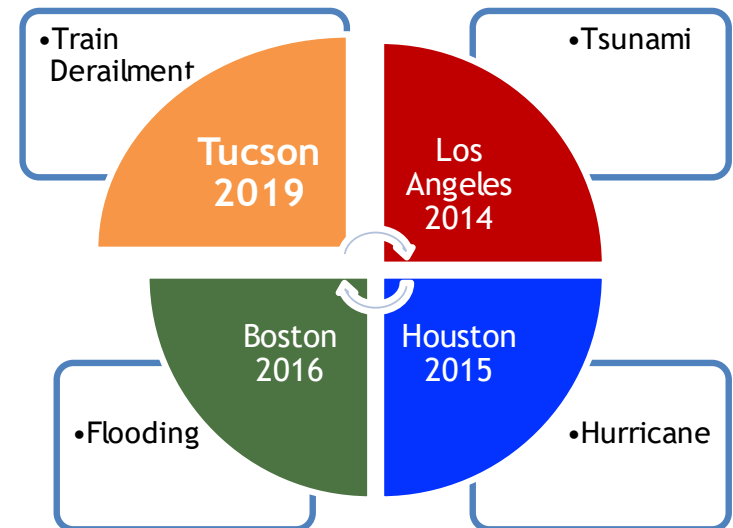 •Train
Derailment
•Tsunami
Tucson
2019
Los
Angeles
2014
Boston
2016
Houston
2015
•Flooding
•Hurricane